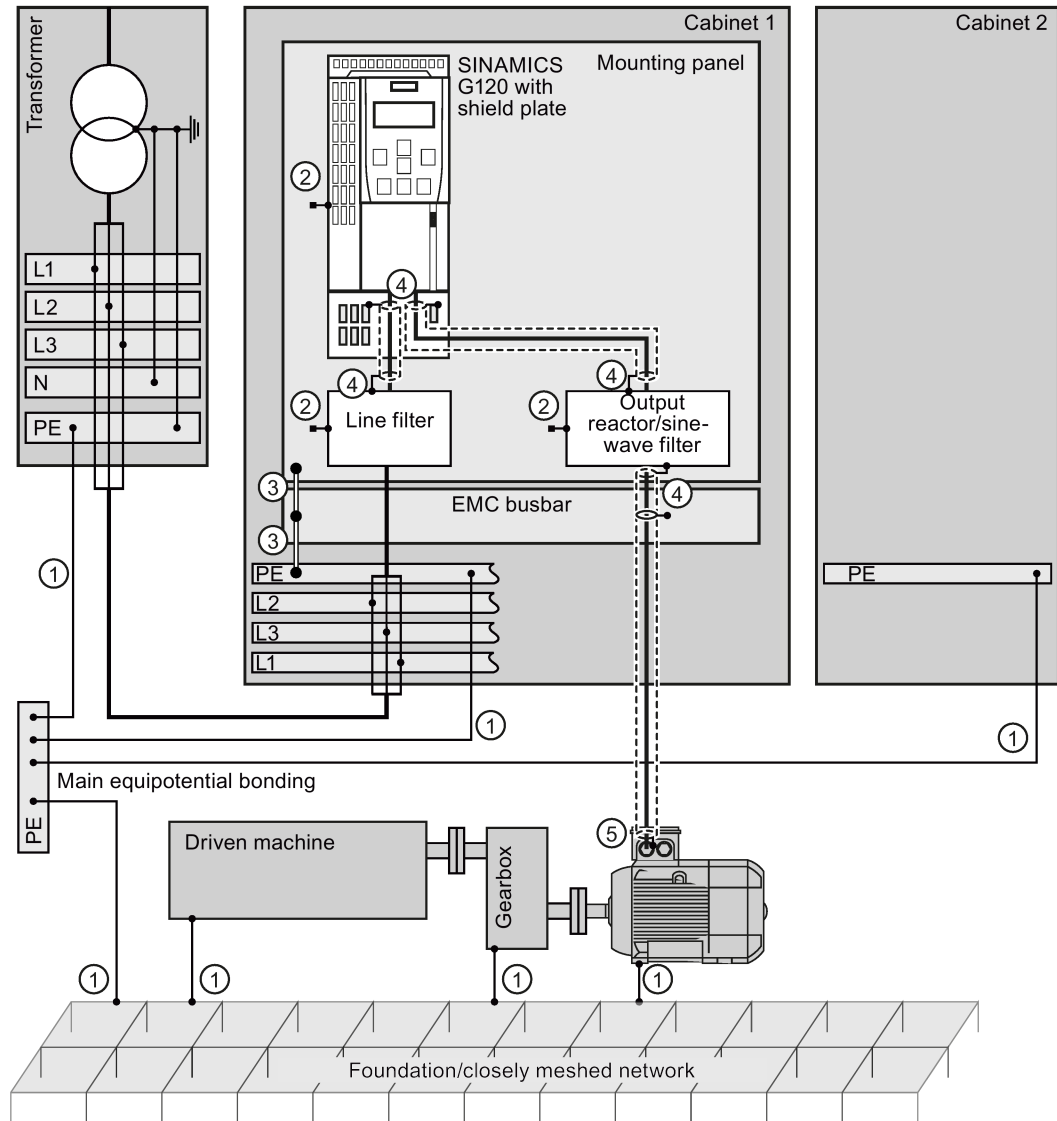 Transformer
Cabinet 1
Cabinet 2
SINAMICS
G120 with
shield plate
Mounting panel
2
4
L1
L2
L3
N
PE
4
2
Line filter
4
2
Output
reactor/sine-
wave filter
3
4
EMC busbar
3
1
PE
L2
L3
L1
PE
1
1
Main equipotential bonding
PE
Driven machine
Gearbox
5
1
1
1
1
Foundation/closely meshed network